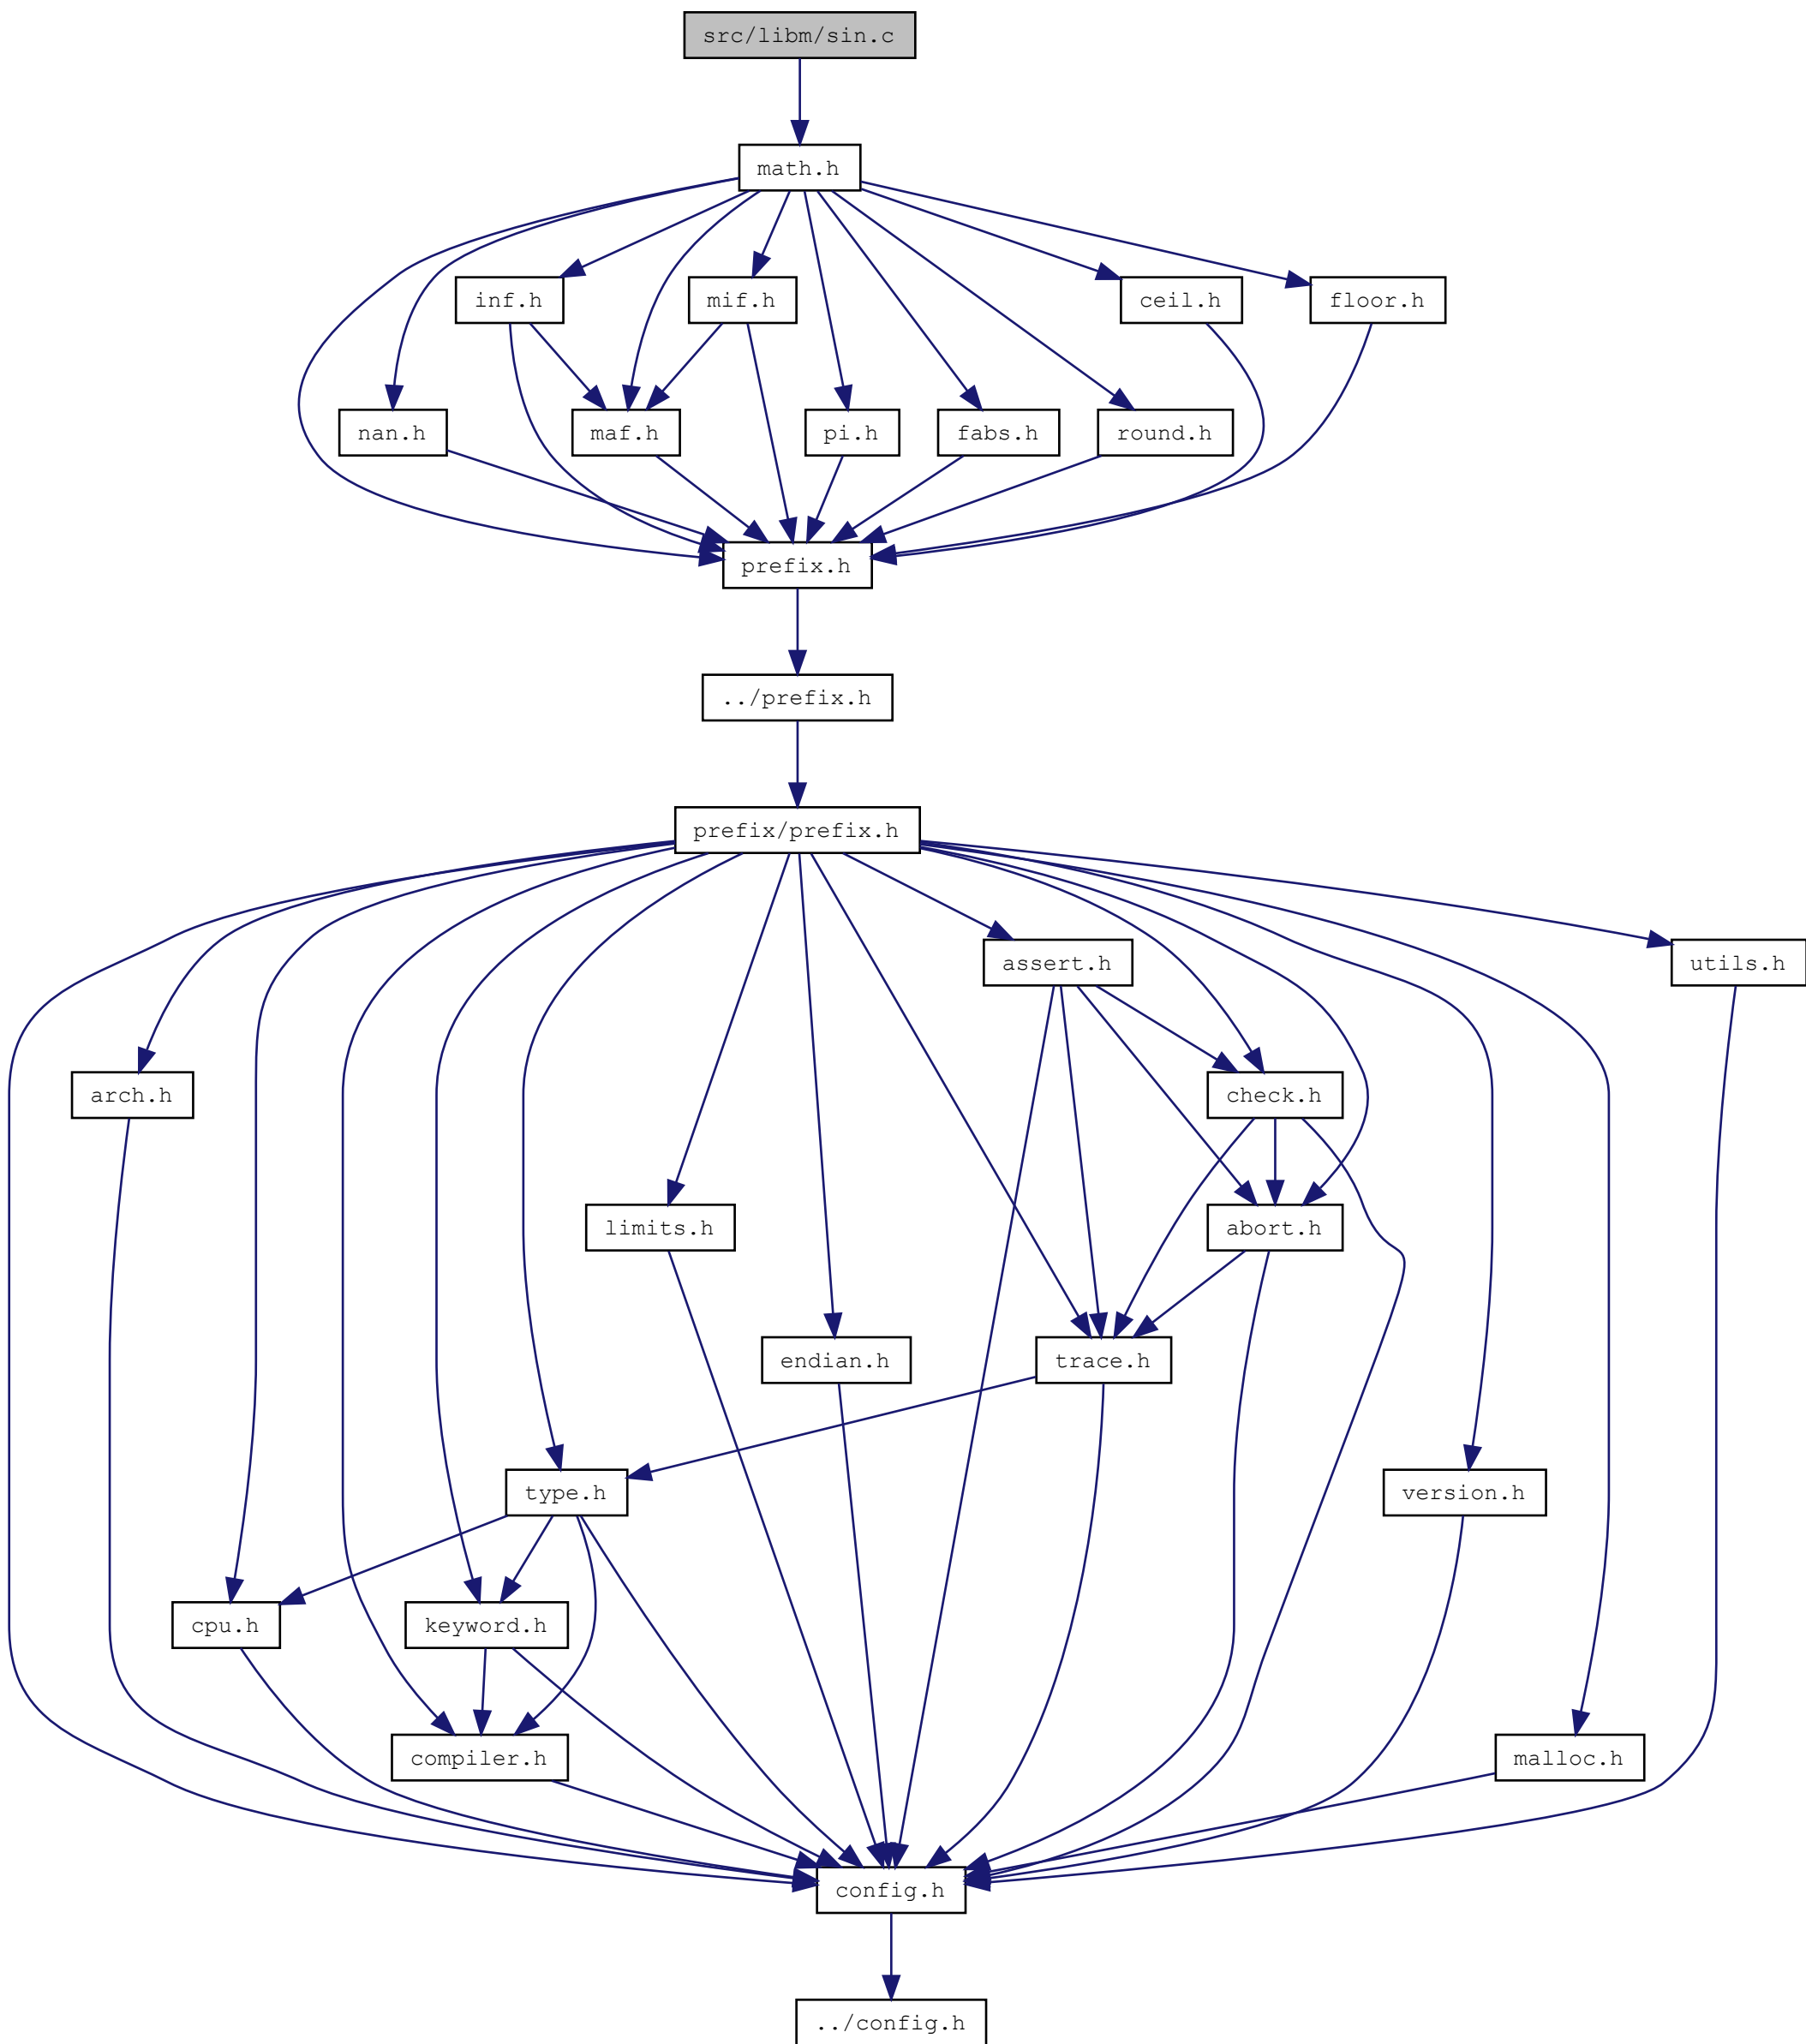 src/libm/sin.c
math.h
inf.h
mif.h
ceil.h
floor.h
nan.h
maf.h
pi.h
fabs.h
round.h
prefix.h
../prefix.h
prefix/prefix.h
assert.h
utils.h
arch.h
check.h
limits.h
abort.h
endian.h
trace.h
type.h
version.h
cpu.h
keyword.h
compiler.h
malloc.h
config.h
../config.h